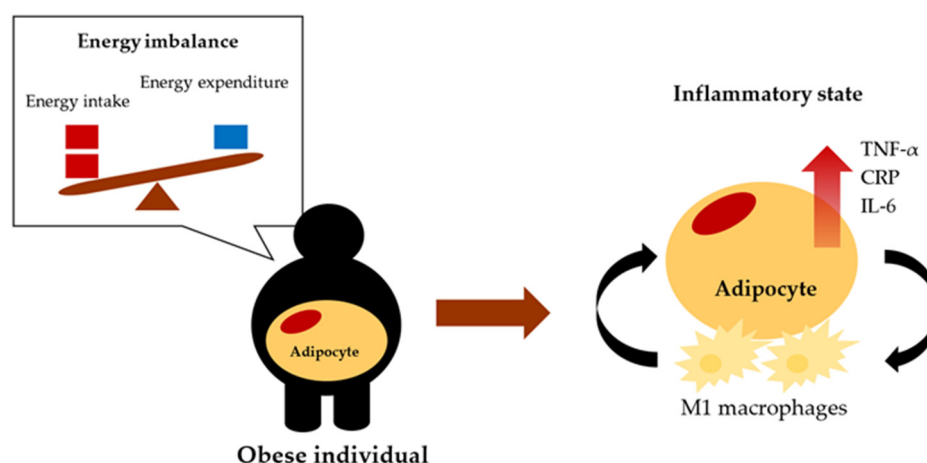 Energy imbalance
Energy expenditure
Energy intake
Adipocyte
Obese individual
Inflammatory state
TNF-α
CRP
IL-6
Adipocyte
M1 macrophages